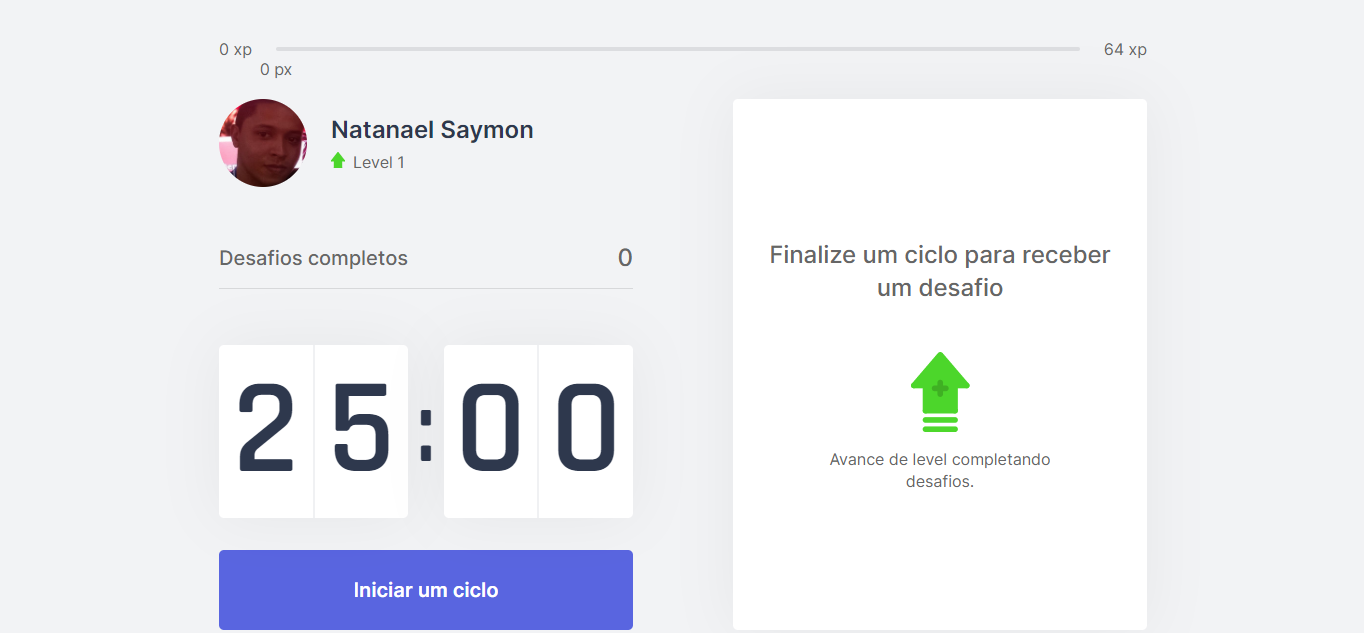 0 xp 64 xp
0 px
Natanael Saymon
Level 1
Desafios completos 0
25:00
Iniciar um ciclo
Finalize um ciclo para receber
um desafio
Avance de level completando
desafios.